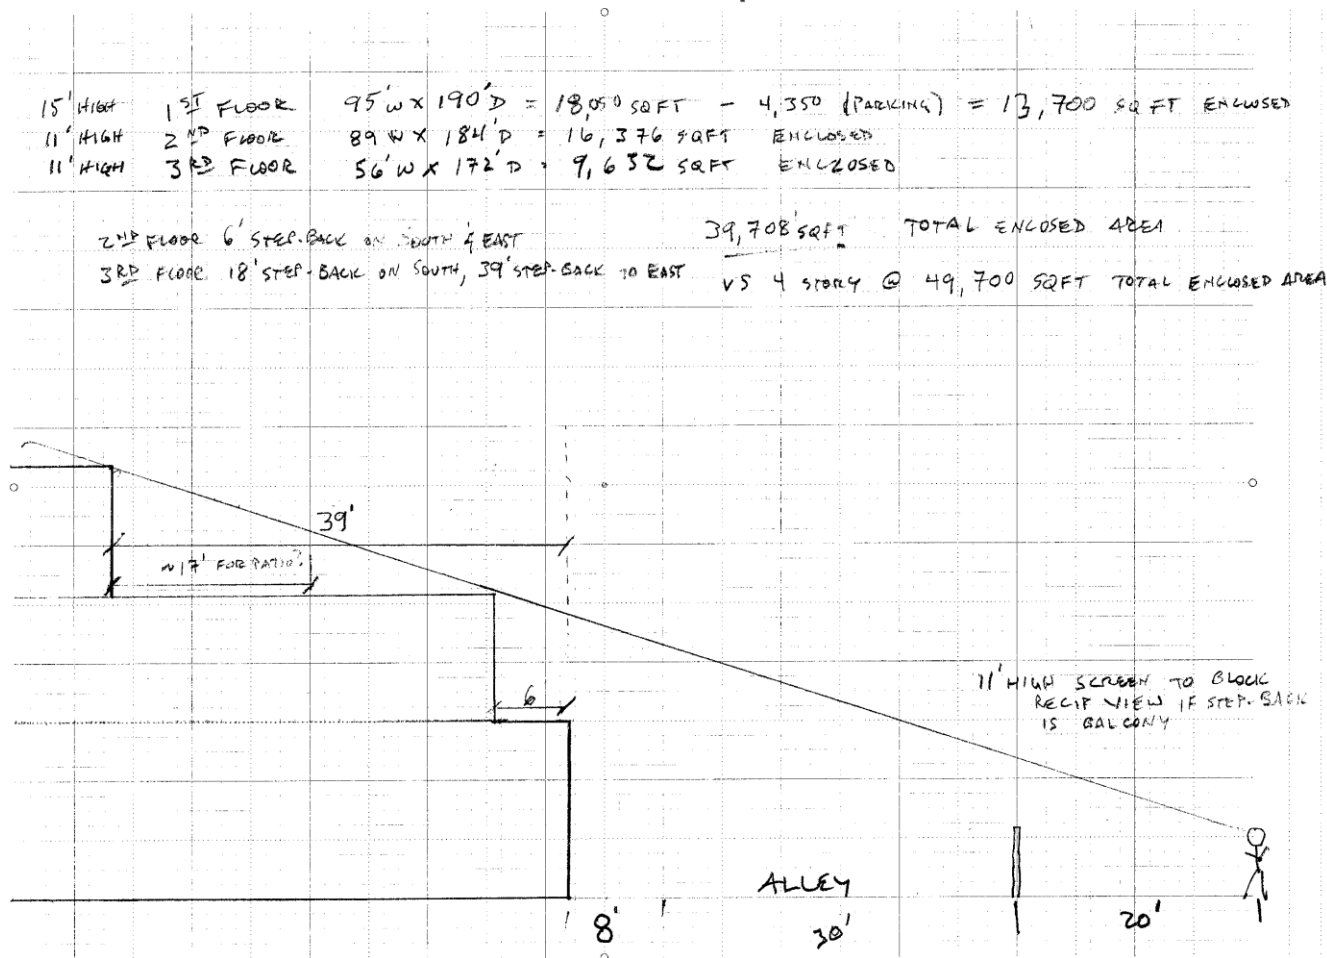 15' HIGH 1ST FLOOR 95'W X 190'D = 18,050 SQFT - 4,350 (PARKING) = 13,700 SQ FT ENCLOSED
11' HIGH 2ND FLOOR 89 W X 184'D = 16,376 SQFT ENCLOSED
11' HIGH 3RD FLOOR 56'W X 172'D = 9,632 SQFT ENCLOSED
2ND FLOOR 6' STEP-BACK ON SOUTH & EAST
3RD FLOOR 18' STEP-BACK ON SOUTH, 39' STEP-BACK TO EAST
39,708 SQFT TOTAL ENCLOSED AREA
VS 4 STORY @ 49,700 SQFT TOTAL ENCLOSED AREA
39'
~17' FOR PATIO?
6
11' HIGH SCREEN TO BLOCK
RECIP VIEW IF STEP-BACK
IS BALCONY
ALLEY
8' 30' 20'